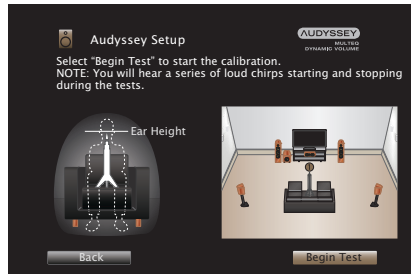 Audyssey Setup
AUDYSSEY
MULTEQ
DYNAMIC VOLUME
Select “Begin Test” to start the calibration.
NOTE: You will hear a series of loud chirps starting and stopping
during the tests.
Ear Height
Back
Begin Test